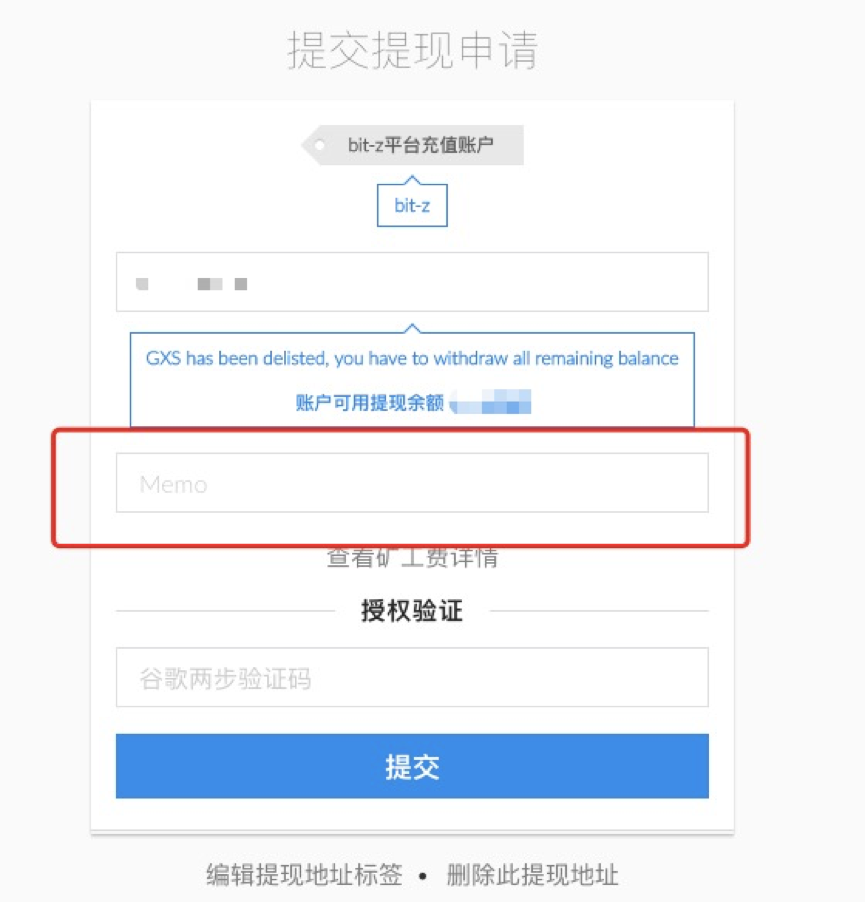 提交提现申请
bit-z平台充值账户
bit-z
GXS has been delisted, you have to withdraw all remaining balance
账户可用提现余额
Memo
查看矿工费详情
授权验证
谷歌两步验证码
提交
编辑提现地址标签 • 删除此提现地址